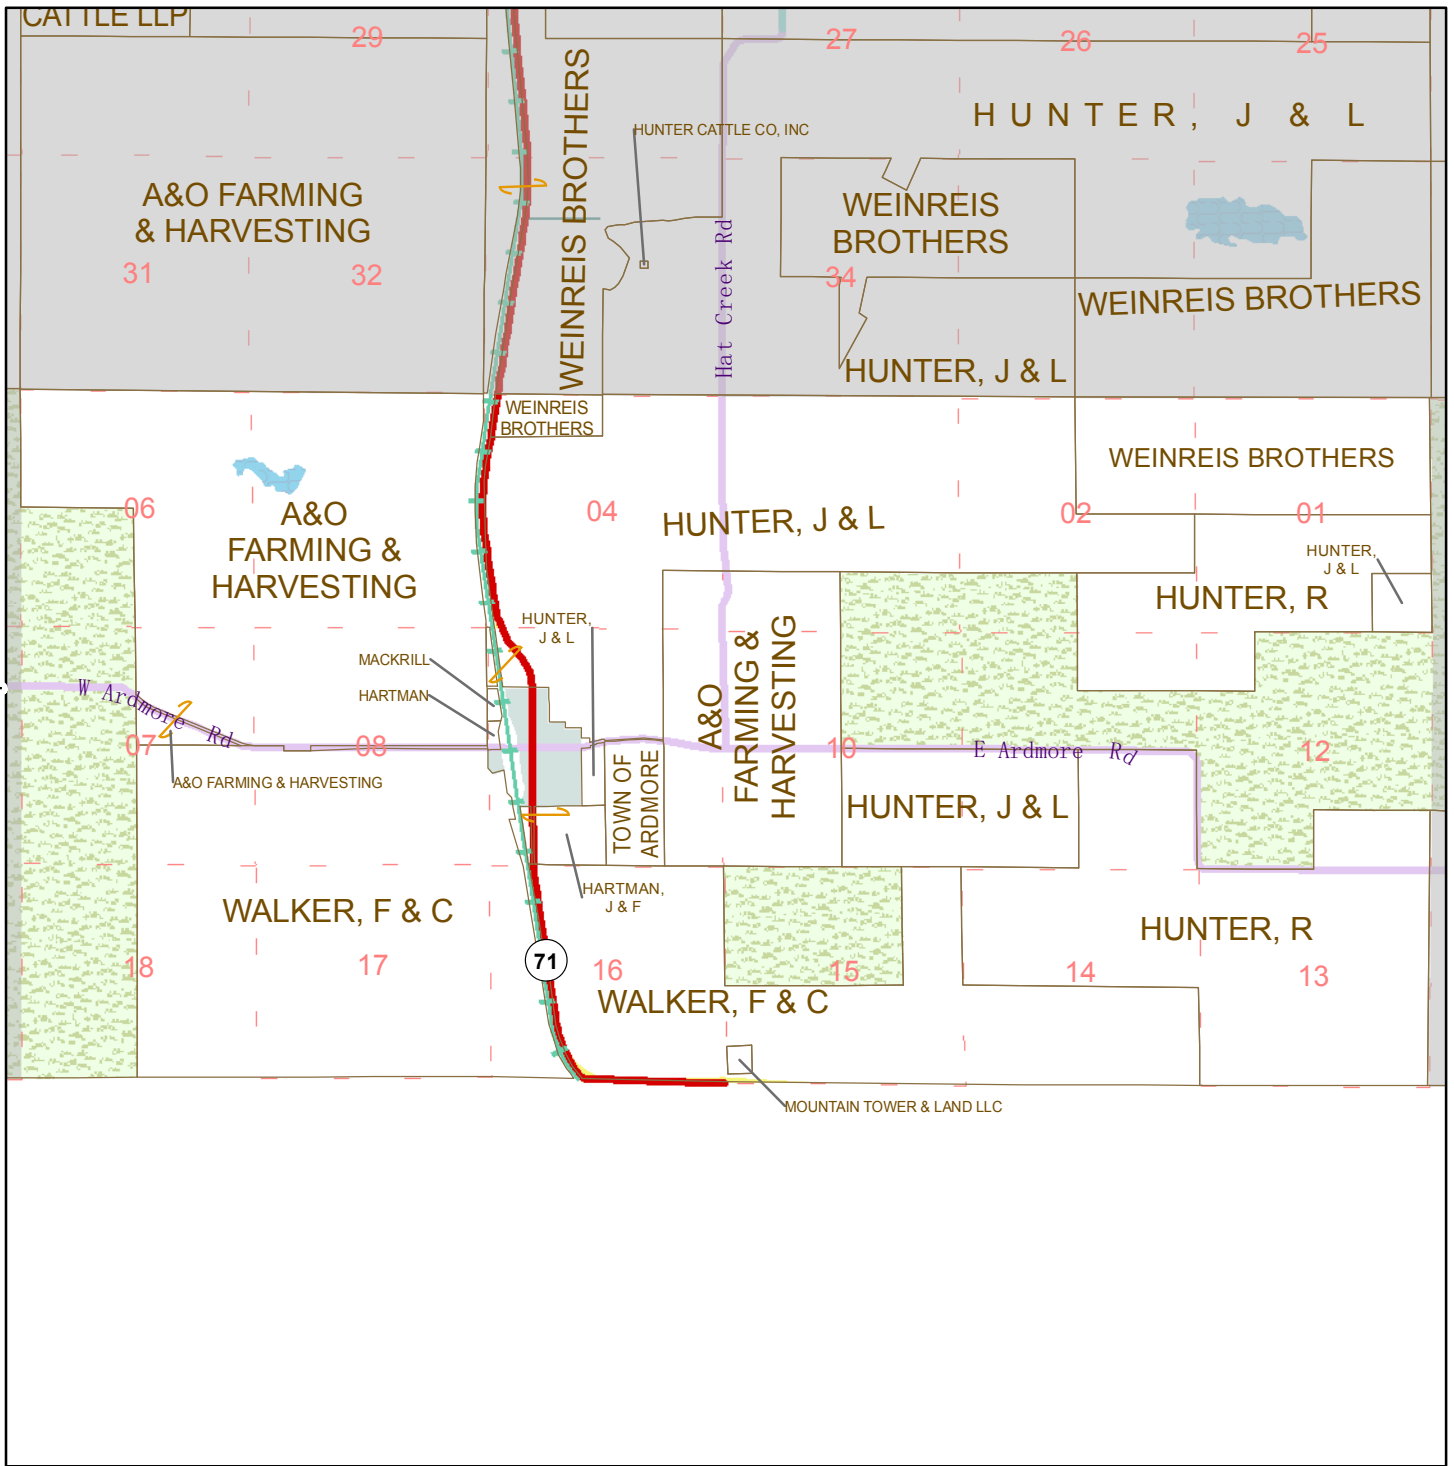 CATTLE LLP
29
27
26
25
HUNTER, J & L
HUNTER CATTLE CO, INC
WEINREIS BROTHERS
A&O FARMING
& HARVESTING
WEINREIS
BROTHERS
31
32
34
Hat Creek Rd
WEINREIS BROTHERS
HUNTER, J & L
WEINREIS
BROTHERS
WEINREIS BROTHERS
06
A&O
FARMING &
HARVESTING
04
HUNTER, J & L
02
01
HUNTER,
J & L
HUNTER, R
HUNTER,
J & L
MACKRILL
HARTMAN
W Ardmore Rd
07
08
A&O FARMING & HARVESTING
TOWN OF
ARDMORE
A&O
FARMING &
HARVESTING
10
E Ardmore Rd
12
HUNTER, J & L
HARTMAN,
J & F
WALKER, F & C
HUNTER, R
18
17
71
16
15
14
13
WALKER, F & C
MOUNTAIN TOWER & LAND LLC